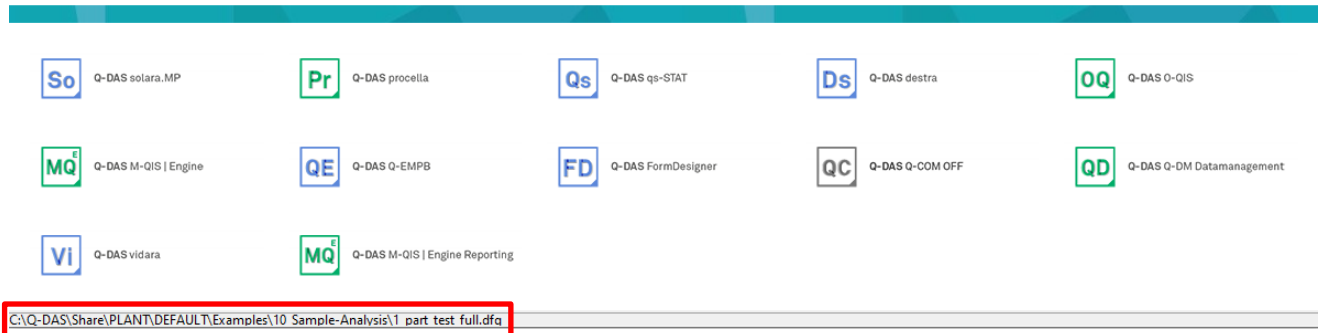 So Q-DAS solara.MP
Pr Q-DAS procella
Qs Q-DAS qs-STAT
Ds Q-DAS destra
OQ Q-DAS O-QIS
MQ E Q-DAS M-QIS | Engine
QE Q-DAS Q-EMPB
FD Q-DAS FormDesigner
QC Q-DAS Q-COM OFF
QD Q-DAS Q-DM Datamanagement
Vi Q-DAS vidara
MQ E Q-DAS M-QIS | Engine Reporting
C:\Q-DAS\Share\PLANT\DEFAULT\Examples\10_Sample-Analysis\1_part_test_full.dfq